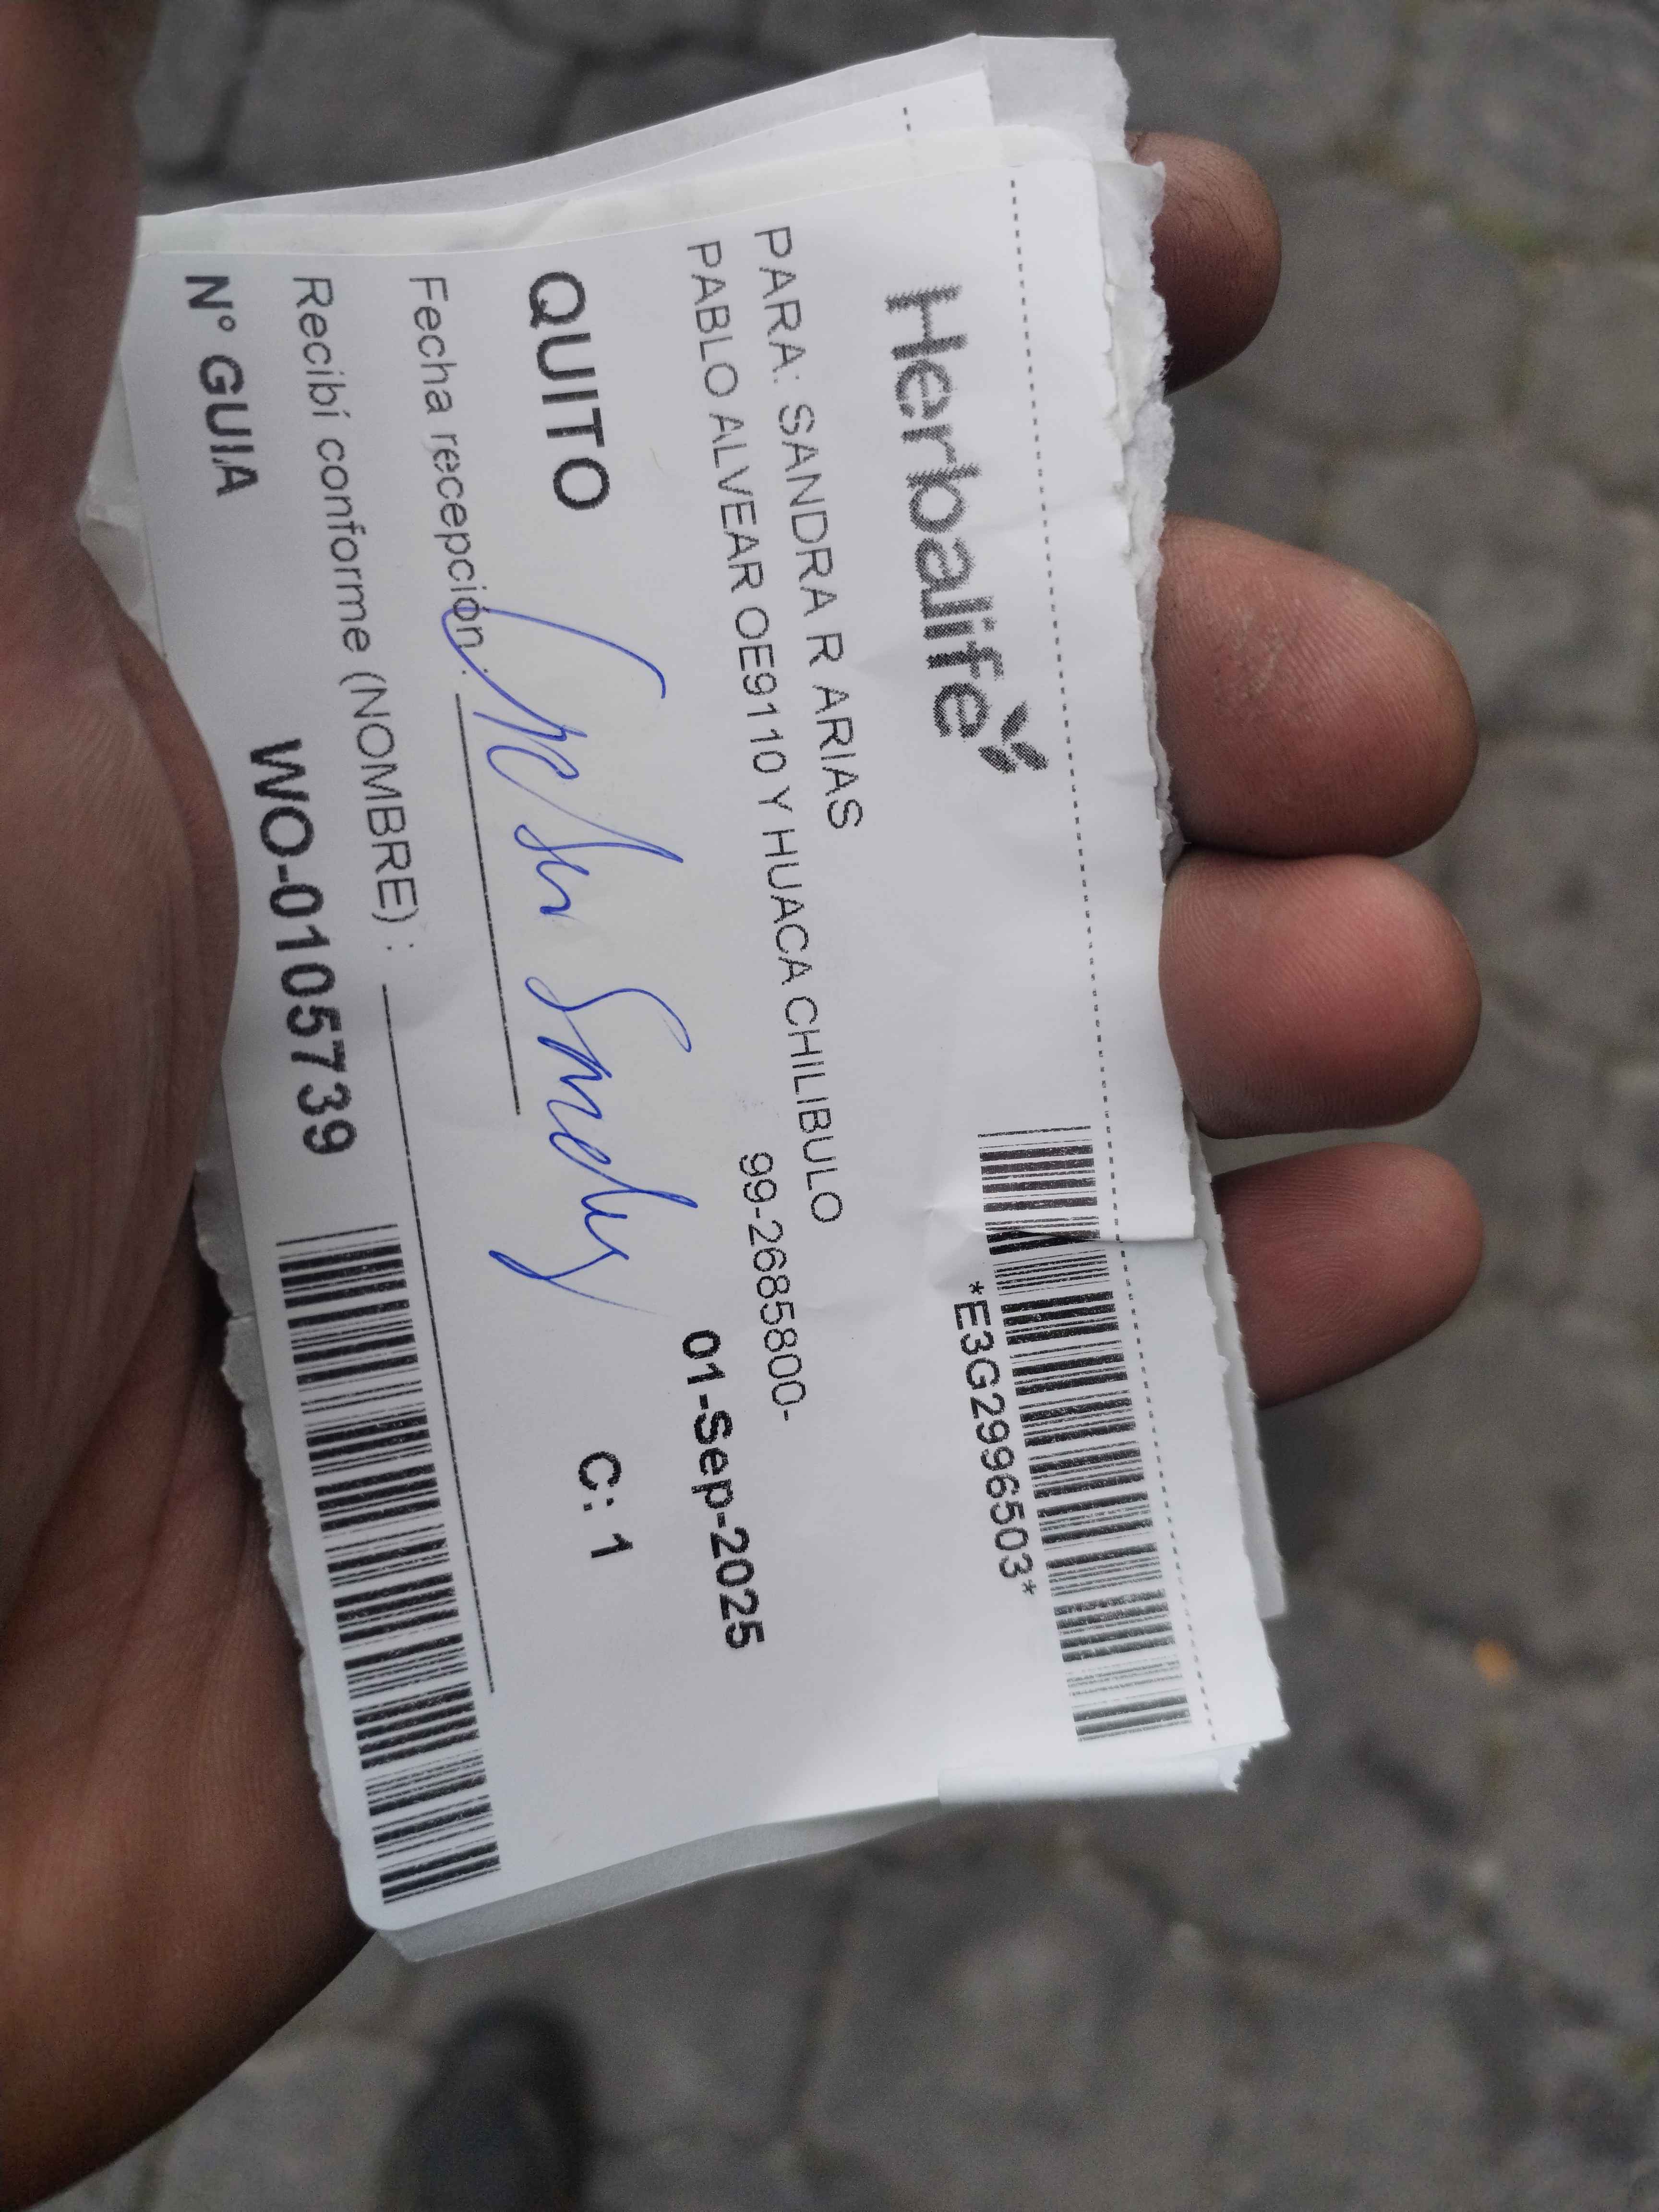 Herbalife
*E3G2996503*
PARA: SANDRA R ARIAS
PABLO ALVEAR OE9110 Y HUACA CHILIBULO
99-2685800-
QUITO
01-Sep-2025
C: 1
Fecha recepción :
Recibí conforme (NOMBRE) :
N° GUIA
WO-0105739